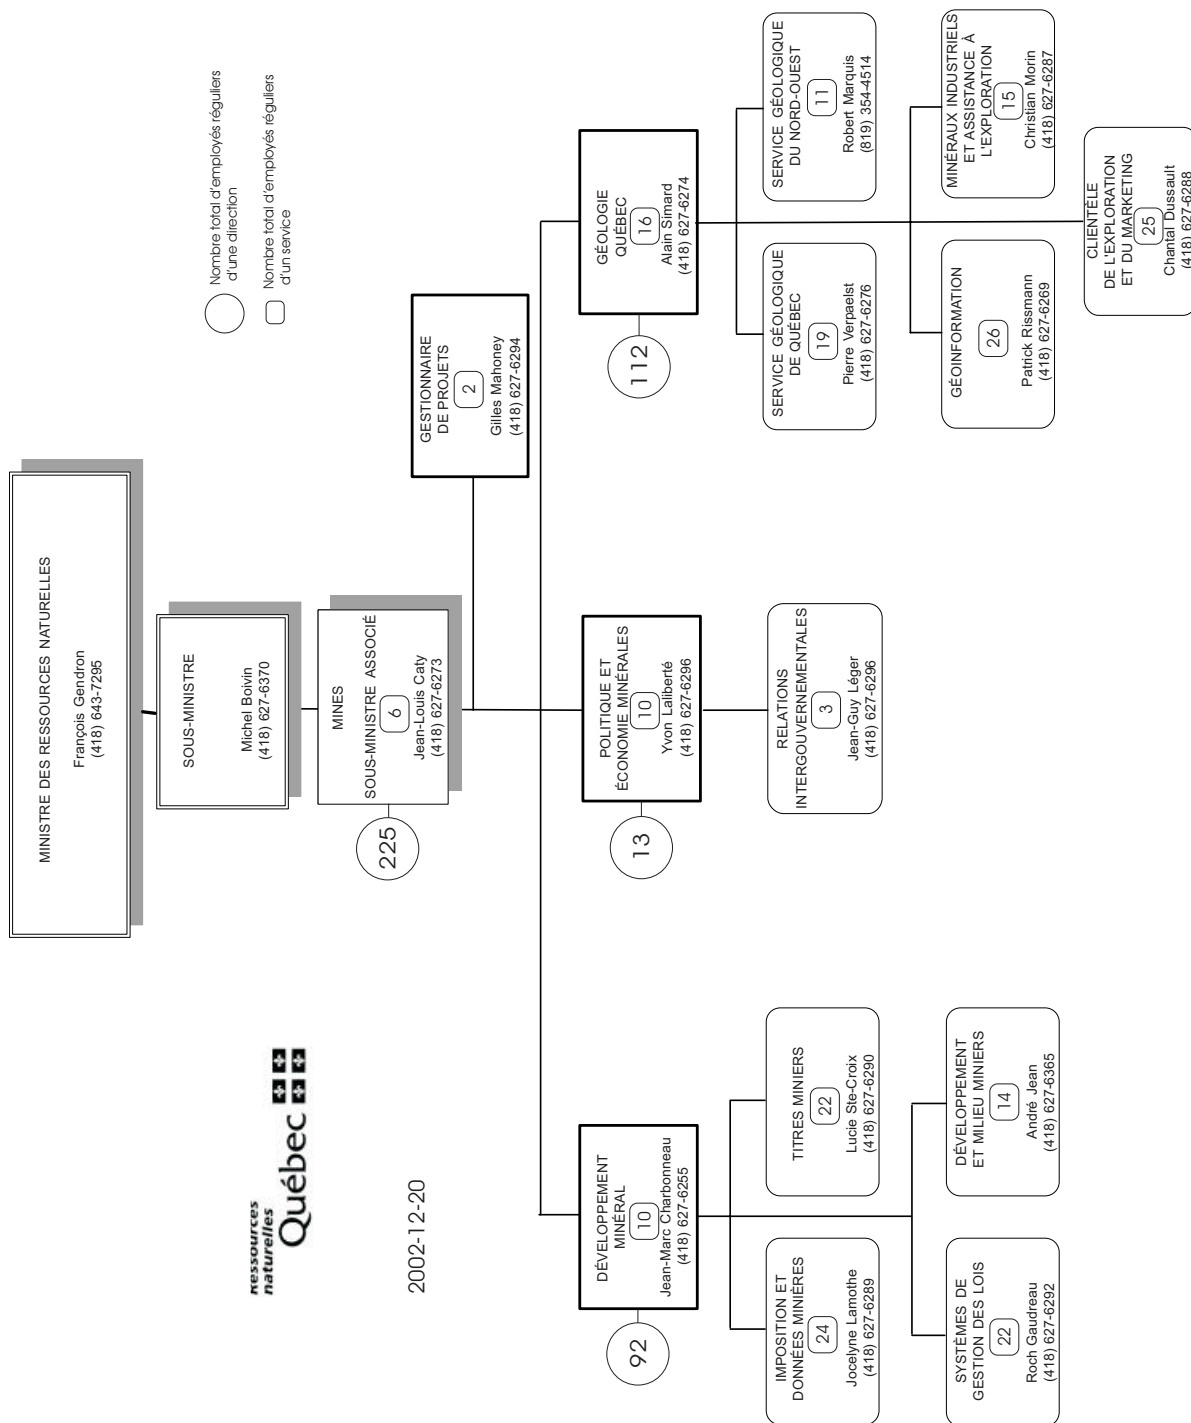 MINISTRE DES RESSOURCES NATURELLES
François Gendron
(418) 643-7295
Ressources
naturelles
Québec
2002-12-20
Nombre total d'employés réguliers
d'une direction
Nombre total d'employés réguliers
d'un service
SOUS-MINISTRE
Michel Boivin
(418) 627-6370
MINES
SOUS-MINISTRE ASSOCIÉ
6
Jean-Louis Caty
(418) 627-6273
225
GESTIONNAIRE
DE PROJETS
2
Gilles Mahoney
(418) 627-6294
DÉVELOPPEMENT
MINÉRAL
10
Jean-Marc Charbonneau
(418) 627-6255
92
POLITIQUE ET
ÉCONOMIE MINÉRALES
10
Yvon Laliberté
(418) 627-6296
13
GÉOLOGIE
QUÉBEC
16
Alain Simard
(418) 627-6274
112
IMPOSITION ET
DONNÉES MINIÈRES
24
Jocelyne Lamothe
(418) 627-6289
TITRES MINIERS
22
Lucie Ste-Croix
(418) 627-6290
RELATIONS
INTERGOUVERNEMENTALES
3
Jean-Guy Léger
(418) 627-6296
SERVICE GÉOLOGIQUE
DE QUÉBEC
19
Pierre Verpaelst
(418) 627-6276
SERVICE GÉOLOGIQUE
DU NORD-OUEST
11
Robert Marquis
(819) 354-4514
SYSTÈMES DE
GESTION DES LOIS
22
Roch Gaudreau
(418) 627-6292
DÉVELOPPEMENT
ET MILIEU MINIERS
14
André Jean
(418) 627-6365
GÉOINFORMATION
26
Patrick Rissmann
(418) 627-6269
MINÉRAUX INDUSTRIELS
ET ASSISTANCE À
L'EXPLORATION
15
Christian Morin
(418) 627-6287
CLIENTÈLE
DE L'EXPLORATION
ET DU MARKETING
25
Chantal Dussault
(418) 627-6288